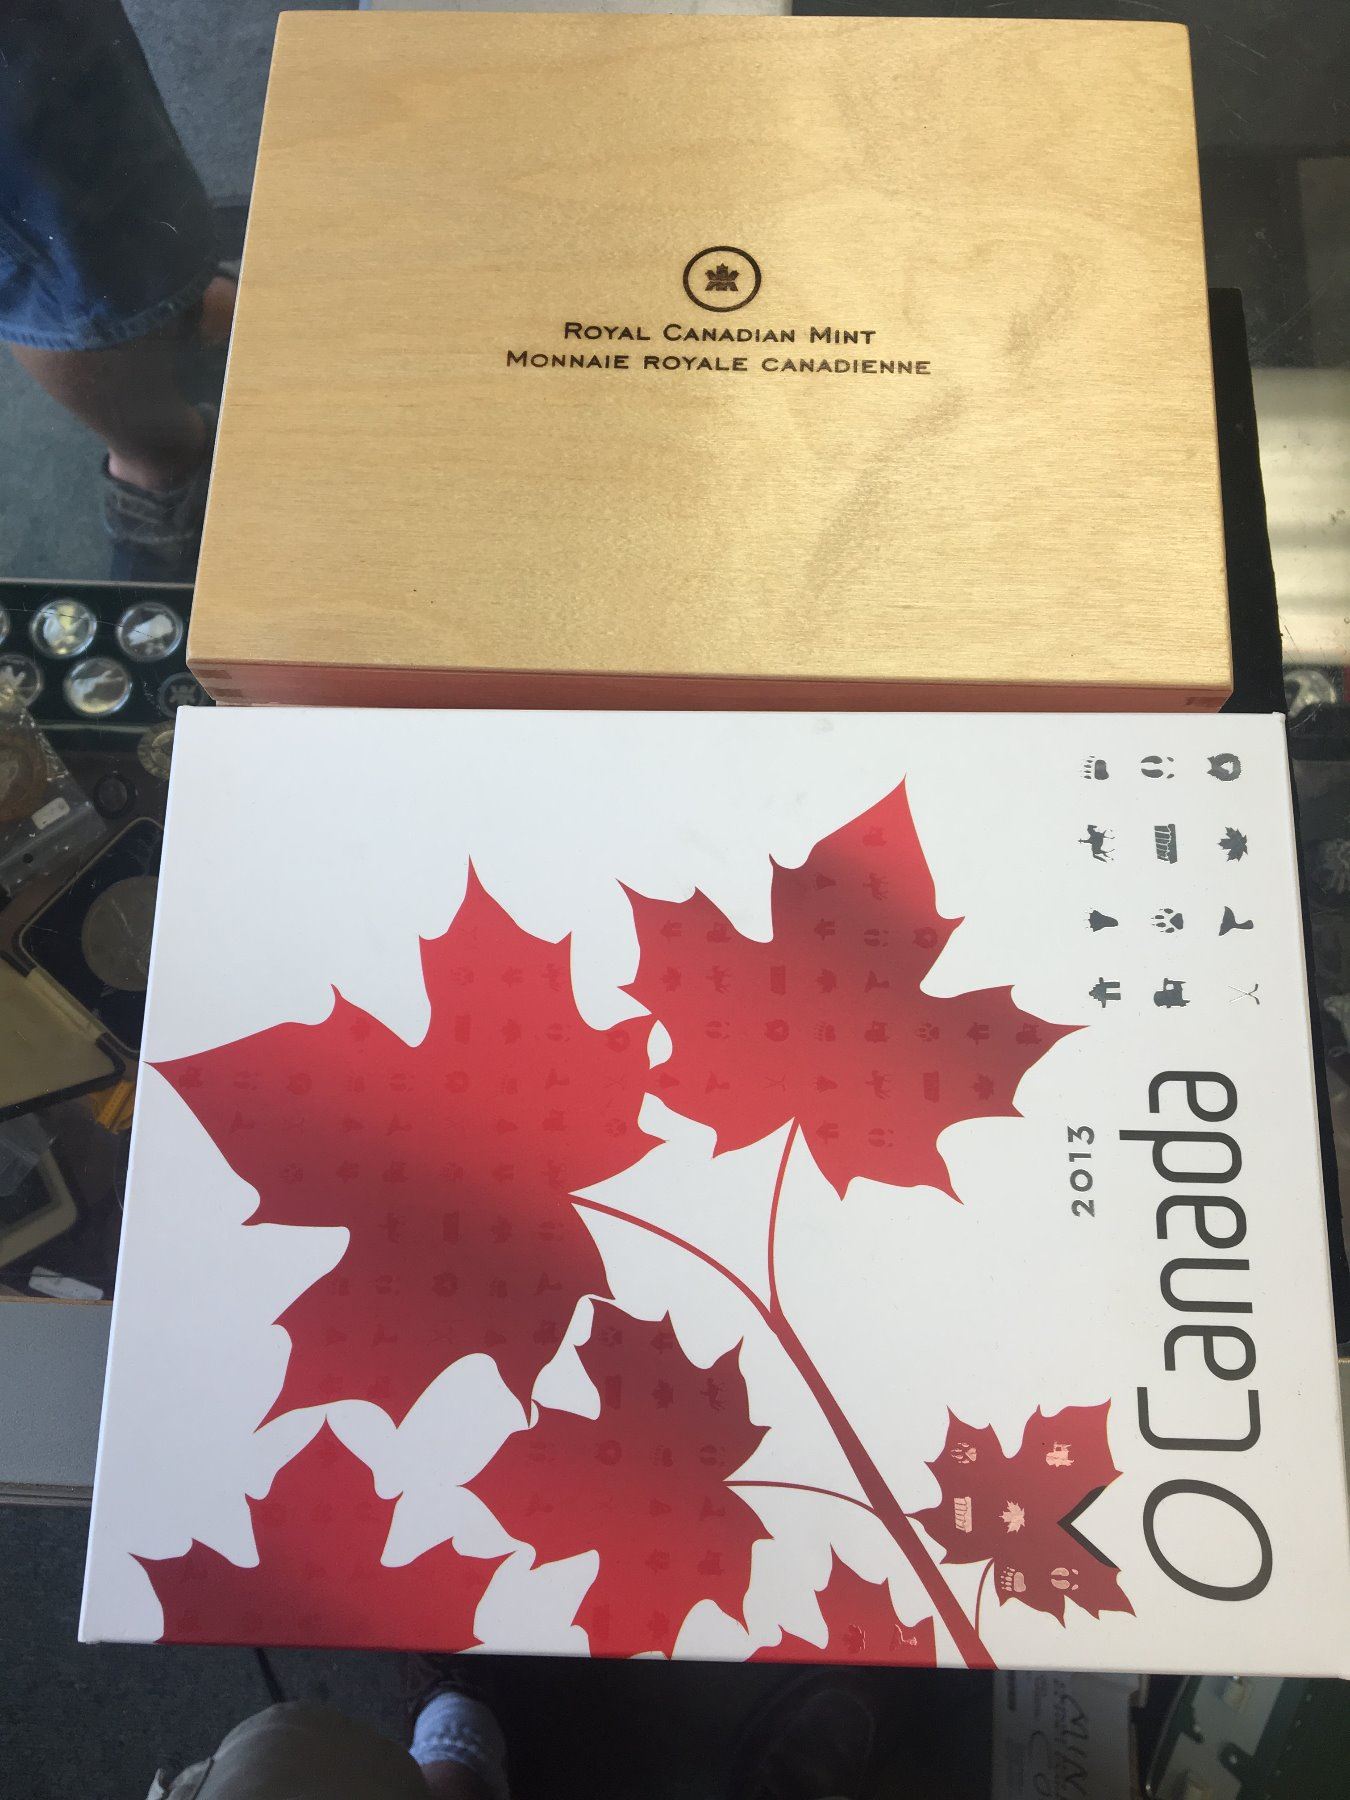 ROYAL CANADIAN MINT
MONNAIE ROYALE CANADIENNE
O Canada
2013